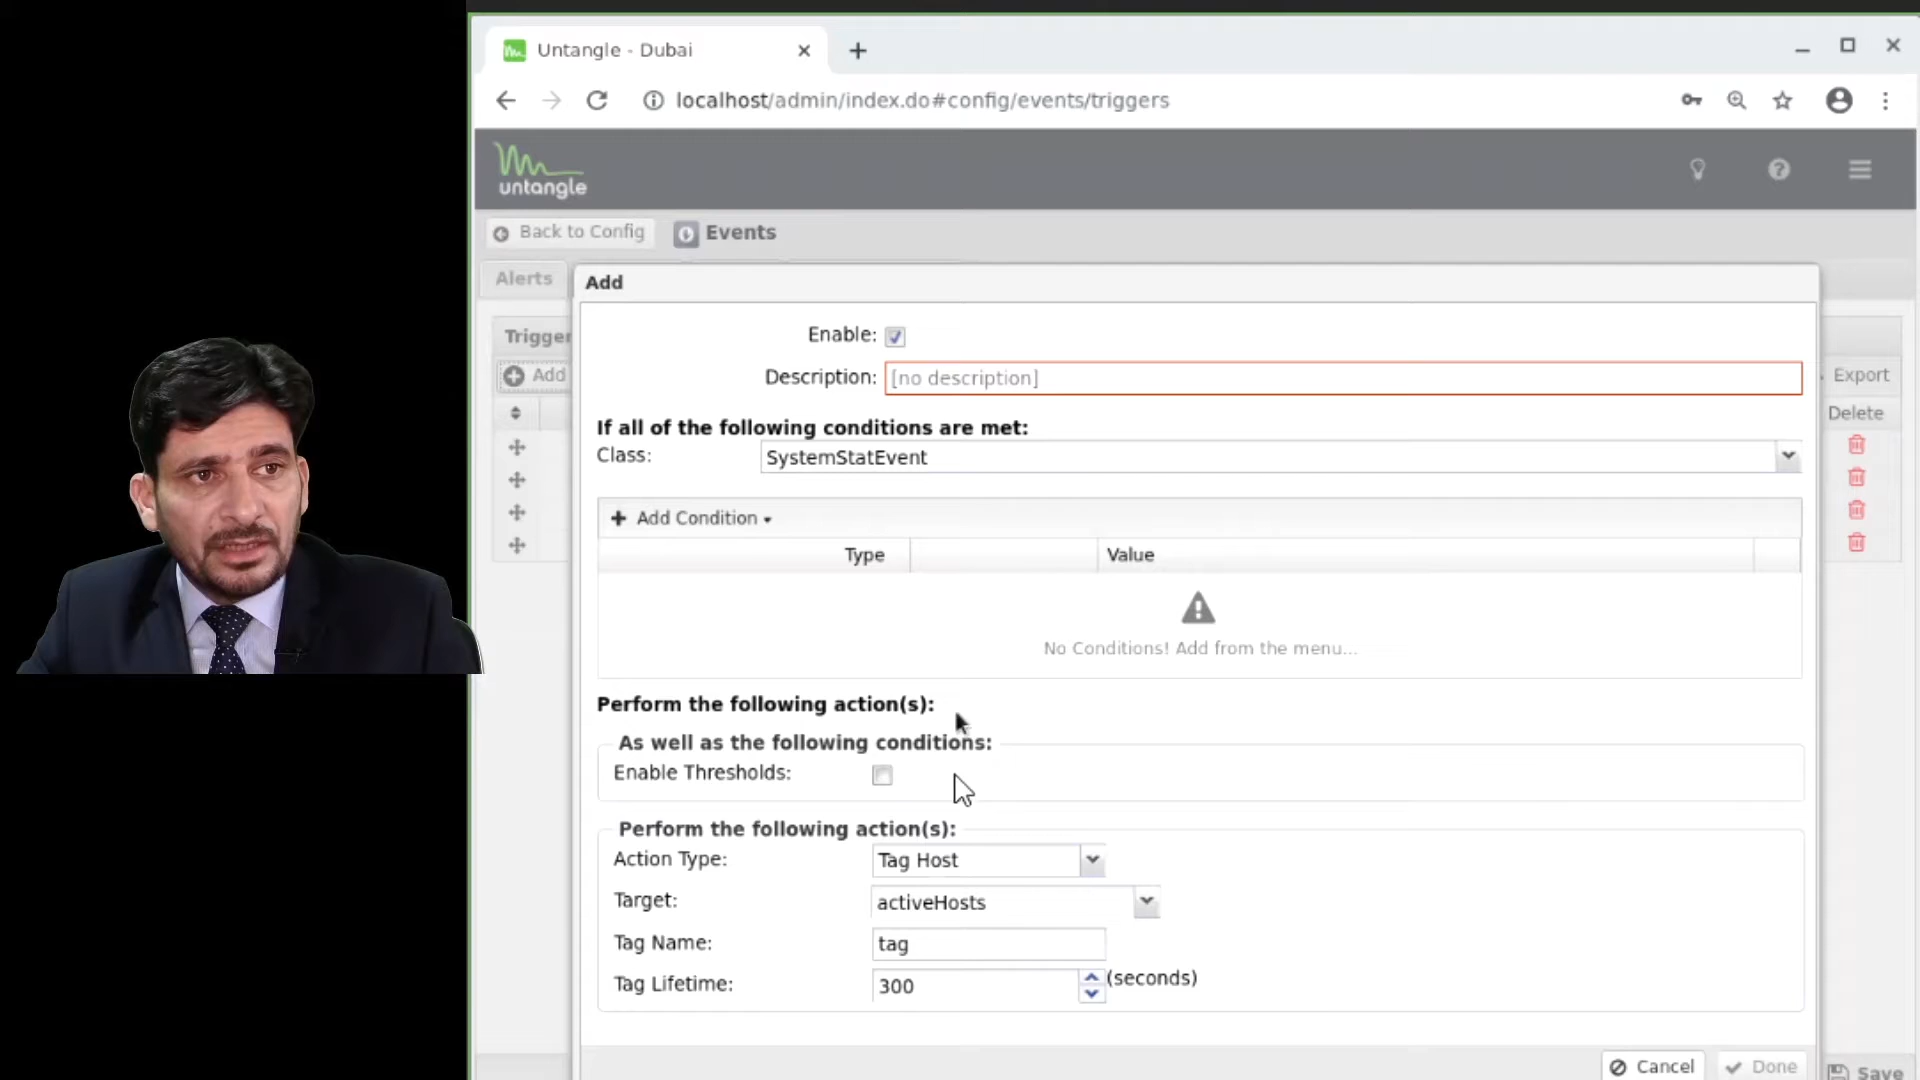 Untangle - Dubai
localhost/admin/index.do#config/events/triggers
untangle
Back to Config
Events
Alerts
Add
Enable:
Trigger
Description: [no description]
Add
Export
Delete
If all of the following conditions are met:
Class: SystemStatEvent
Add Condition
Type Value
No Conditions! Add from the menu...
Perform the following action(s):
As well as the following conditions:
Enable Thresholds:
Perform the following action(s):
Action Type: Tag Host
Target: activeHosts
Tag Name: tag
Tag Lifetime: 300 (seconds)
Cancel Done
Save